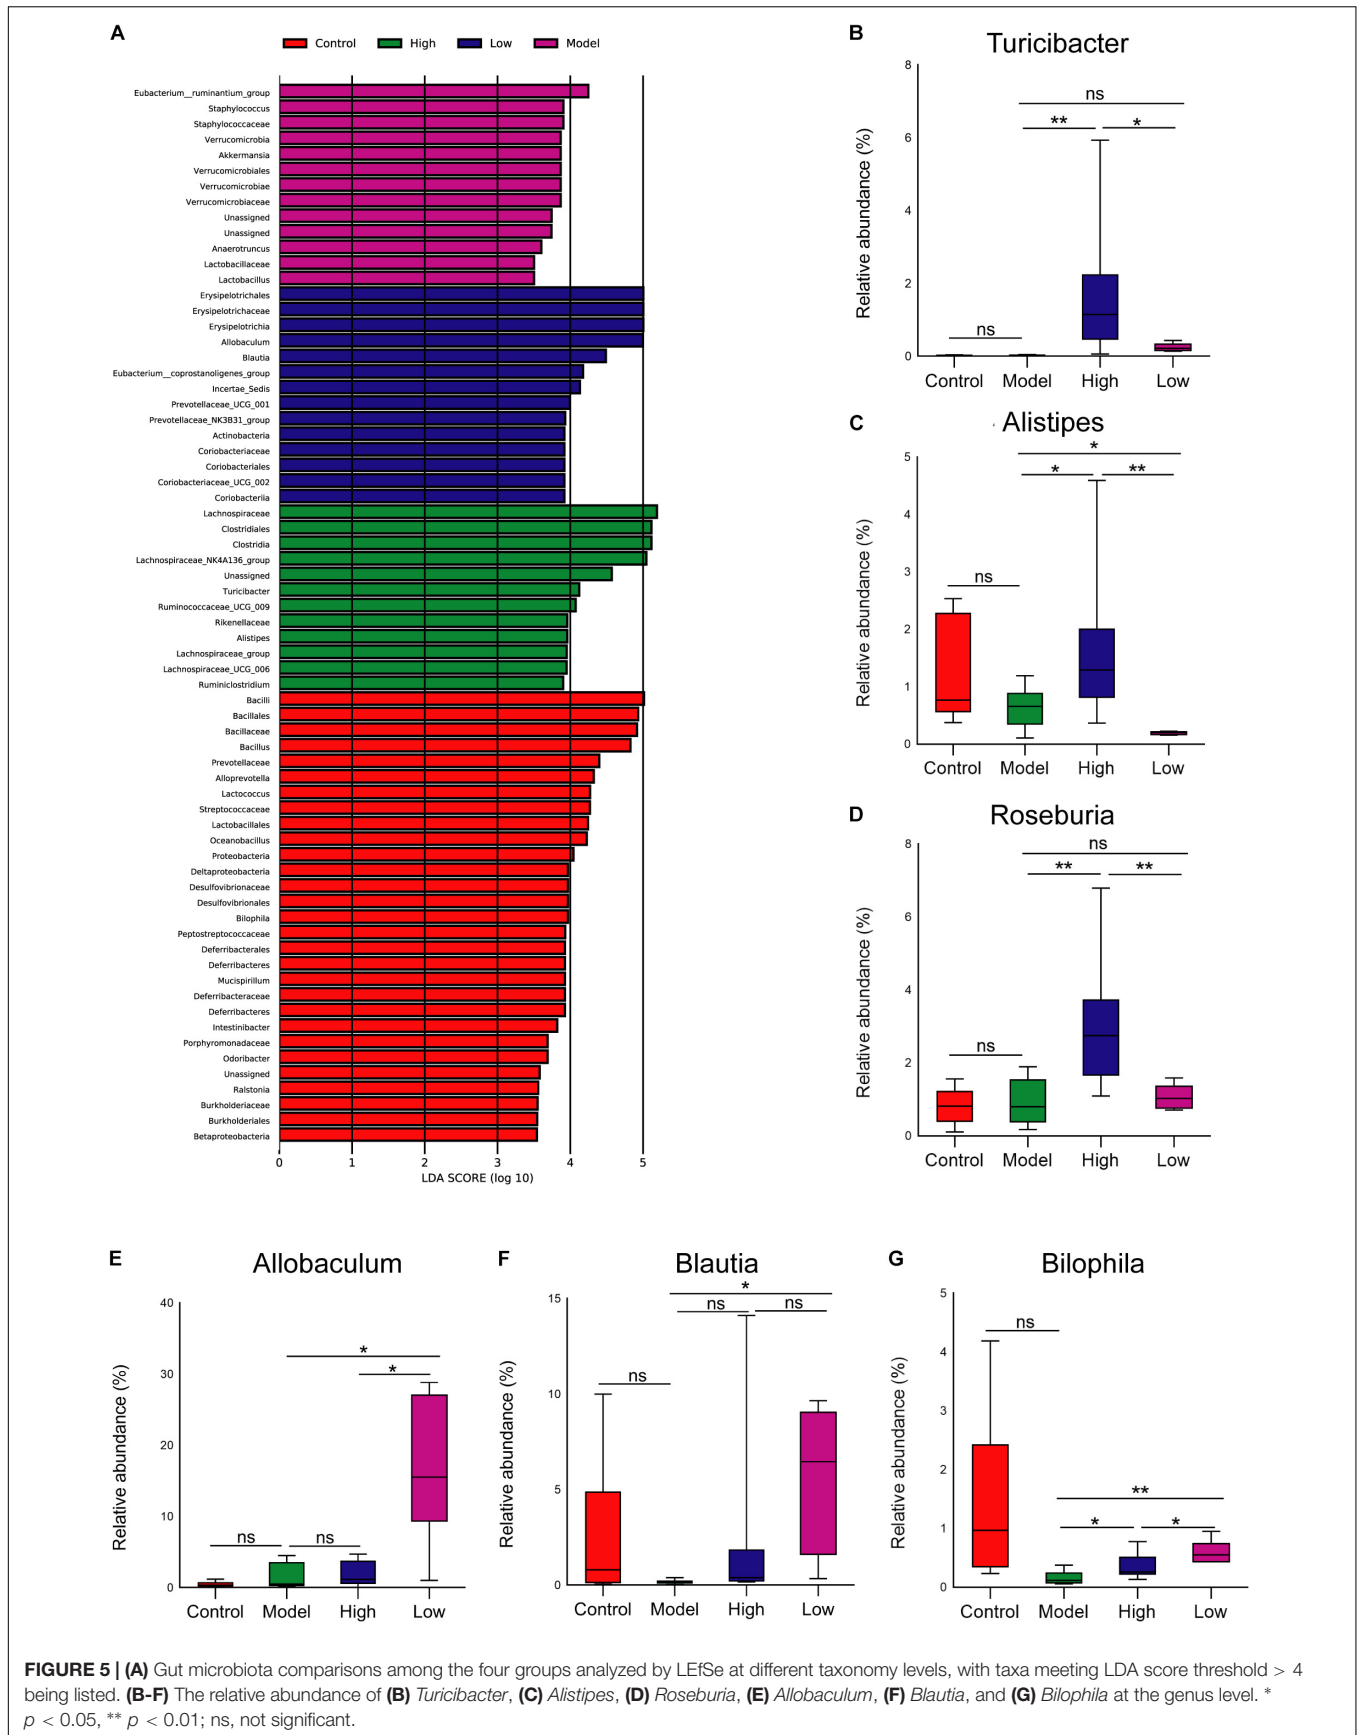 A
Control High Low Model
Eubacterium__ruminantium_group
Staphylococcus
Staphylococcaceae
Verrucomicrobia
Akkermansia
Verrucomicrobiales
Verrucomicrobiae
Verrucomicrobiaceae
Unassigned
Unassigned
Anaerotruncus
Lactobacillaceae
Lactobacillus
Erysipelotrichales
Erysipelotrichaceae
Erysipelotrichia
Allobaculum
Blautia
Eubacterium__coprostanoligenes_group
Incertae_Sedis
Prevotellaceae_UCG_001
Prevotellaceae_NK3B31_group
Actinobacteria
Coriobacteriaceae
Coriobacteriales
Coriobacteriaceae_UCG_002
Coriobacteriia
Lachnospiraceae
Clostridiales
Clostridia
Lachnospiraceae_NK4A136_group
Unassigned
Turicibacter
Ruminococcaceae_UCG_009
Rikenellaceae
Alistipes
Lachnospiraceae_group
Lachnospiraceae_UCG_006
Ruminiclostridium
Bacilli
Bacillales
Bacillaceae
Bacillus
Prevotellaceae
Alloprevotella
Lactococcus
Streptococcaceae
Lactobacillales
Oceanobacillus
Proteobacteria
Deltaproteobacteria
Desulfovibrionaceae
Desulfovibrionales
Bilophila
Peptostreptococcaceae
Deferribacterales
Deferribacteres
Mucispirillum
Deferribacteraceae
Deferribacteres
Intestinibacter
Porphyromonadaceae
Odoribacter
Unassigned
Ralstonia
Burkholderiaceae
Burkholderiales
Betaproteobacteria
0 1 2 3 4 5
LDA SCORE (log 10)
B
Turicibacter
Relative abundance (%)
8
6
4
2
0
ns
** *
ns
Control Model High Low
C
Alistipes
Relative abundance (%)
5
4
3
2
1
0
*
* **
ns
Control Model High Low
D
Roseburia
Relative abundance (%)
8
6
4
2
0
ns
** **
ns
Control Model High Low
E
Allobaculum
Relative abundance (%)
40
30
20
10
0
*
*
ns ns
Control Model High Low
F
Blautia
Relative abundance (%)
15
10
5
0
*
ns ns
ns
Control Model High Low
G
Bilophila
Relative abundance (%)
5
4
3
2
1
0
ns
**
* *
Control Model High Low
FIGURE 5 | (A) Gut microbiota comparisons among the four groups analyzed by LEfSe at different taxonomy levels, with taxa meeting LDA score threshold > 4
being listed. (B-F) The relative abundance of (B) Turicibacter, (C) Alistipes, (D) Roseburia, (E) Allobaculum, (F) Blautia, and (G) Bilophila at the genus level. *
p < 0.05, ** p < 0.01; ns, not significant.